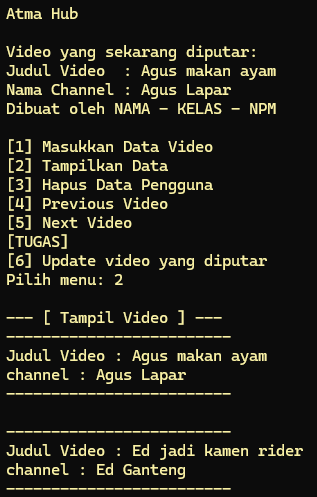 Atma Hub
Video yang sekarang diputar:
Judul Video  : Agus makan ayam
Nama Channel : Agus Lapar
Dibuat oleh NAMA - KELAS - NPM
[1] Masukkan Data Video
[2] Tampilkan Data
[3] Hapus Data Pengguna
[4] Previous Video
[5] Next Video
[TUGAS]
[6] Update video yang diputar
Pilih menu: 2
--- [ Tampil Video ] ---
-------------------------
Judul Video : Agus makan ayam
channel : Agus Lapar
-------------------------
-------------------------
Judul Video : Ed jadi kamen rider
channel : Ed Ganteng
-------------------------